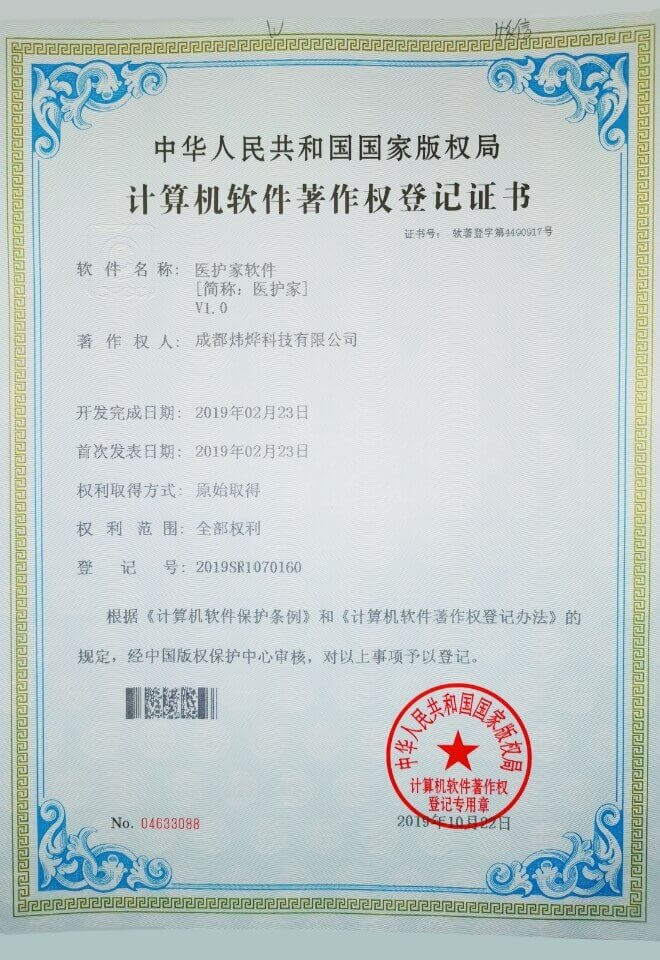 中华人民共和国国家版权局
计算机软件著作权登记证书
证书号： 软著登字第4490917号
软件名称： 医护家软件
[简称：医护家]
V1.0
著作权人： 成都炜烨科技有限公司
开发完成日期： 2019年02月23日
首次发表日期： 2019年02月23日
权利取得方式： 原始取得
权利范围： 全部权利
登记号： 2019SR1070160
根据《计算机软件保护条例》和《计算机软件著作权登记办法》的
规定，经中国版权保护中心审核，对以上事项予以登记。
中华人民共和国国家版权局
计算机软件著作权
登记专用章
No. 04633088
2019年10月22日